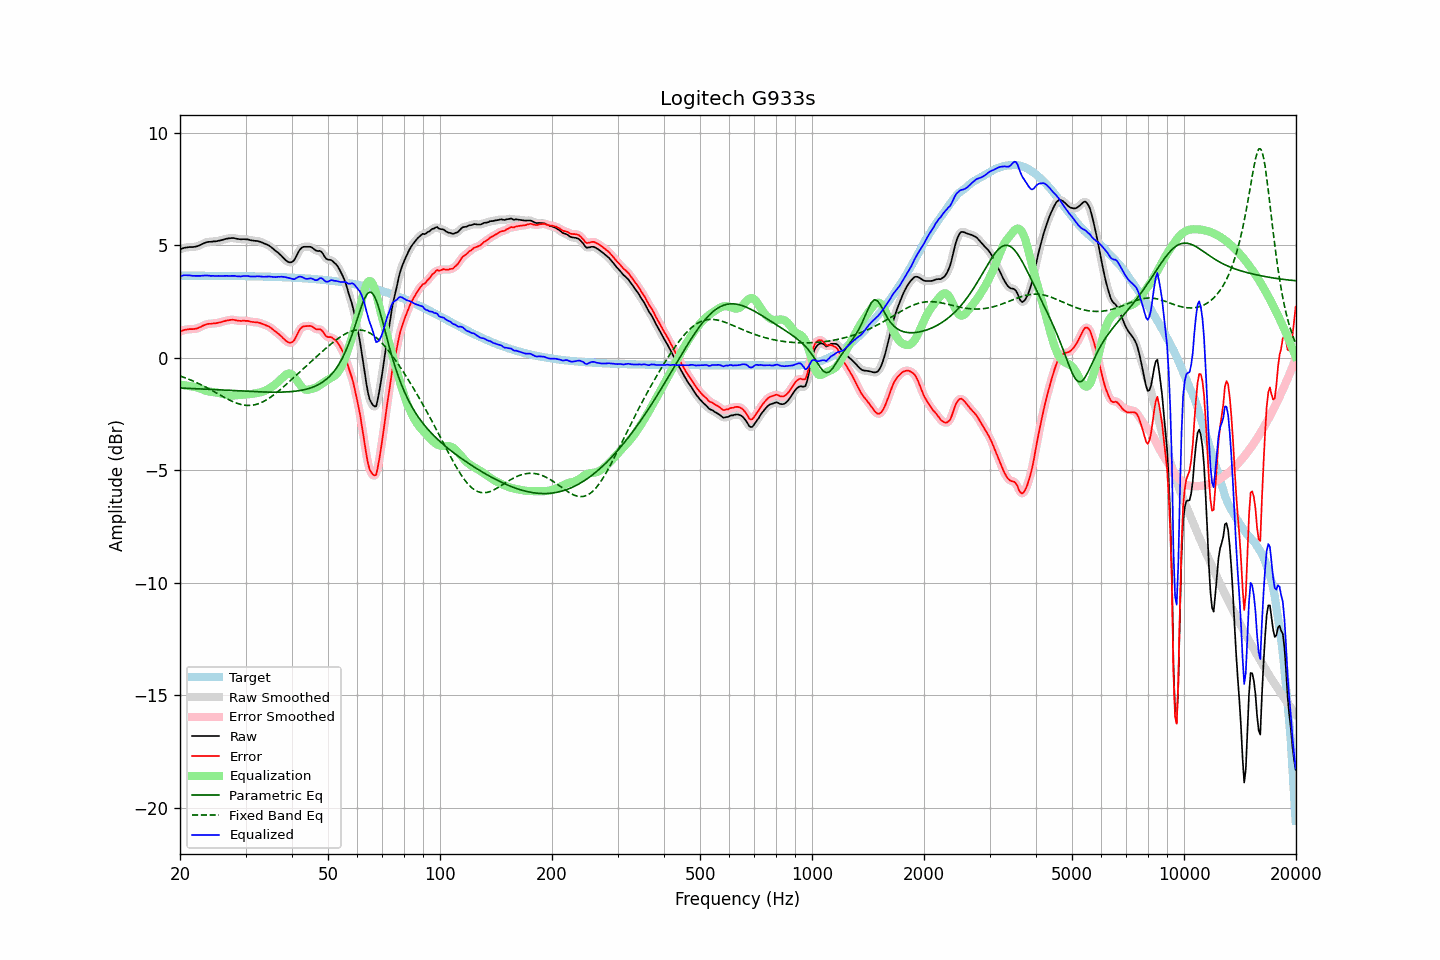 Logitech G933s
Amplitude (dBr)
10
5
0
−5
−10
−15
−20
Target
Raw Smoothed
Error Smoothed
Raw
Error
Equalization
Parametric Eq
Fixed Band Eq
Equalized
20 50 100 200 500 1000 2000 5000 10000 20000
Frequency (Hz)